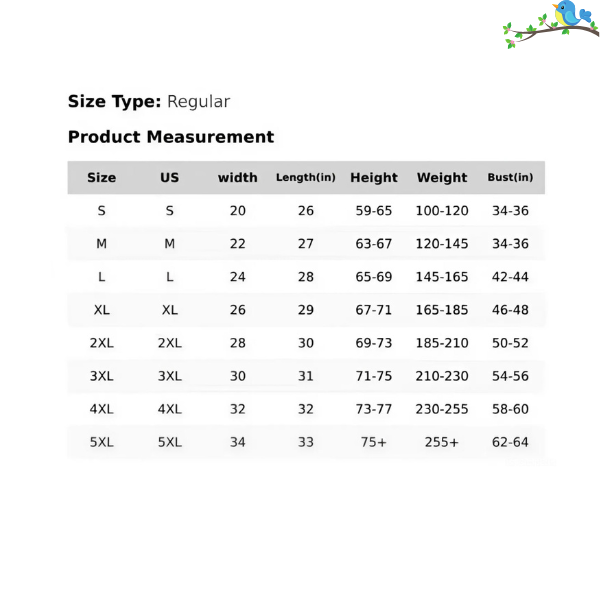 Size Type: Regular
Product Measurement
Size US width Length(in) Height Weight Bust(in)
S S 20 26 59-65 100-120 34-36
M M 22 27 63-67 120-145 34-36
L L 24 28 65-69 145-165 42-44
XL XL 26 29 67-71 165-185 46-48
2XL 2XL 28 30 69-73 185-210 50-52
3XL 3XL 30 31 71-75 210-230 54-56
4XL 4XL 32 32 73-77 230-255 58-60
5XL 5XL 34 33 75+ 255+ 62-64